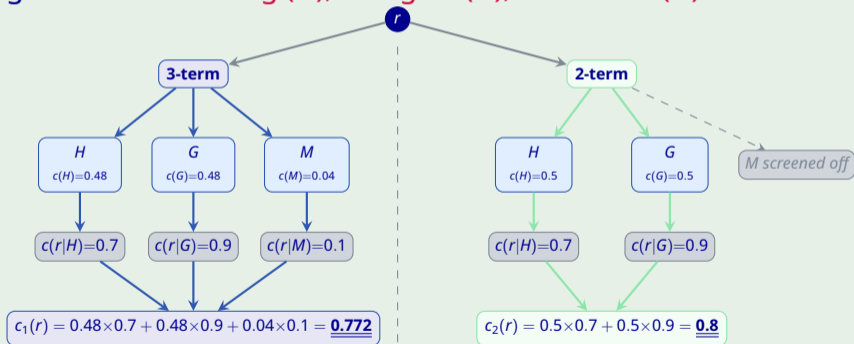 r
3-term
2-term
H
c(H)=0.48
G
c(G)=0.48
M
c(M)=0.04
H
c(H)=0.5
G
c(G)=0.5
M screened off
c(r|H)=0.7
c(r|G)=0.9
c(r|M)=0.1
c(r|H)=0.7
c(r|G)=0.9
c₁(r) = 0.48×0.7 + 0.48×0.9 + 0.04×0.1 = 0.772
c₂(r) = 0.5×0.7 + 0.5×0.9 = 0.8